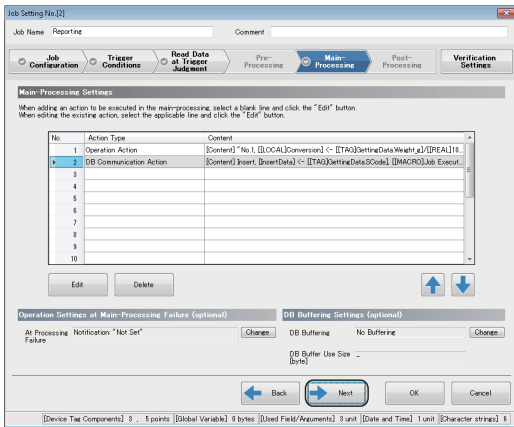 Job Setting No.[2]
Job Name Reporting Comment
Job Configuration
Trigger Conditions
Read Data at Trigger Judgment
Pre-Processing
Main-Processing
Post-Processing
Verification Settings
Main-Processing Settings
When adding an action to be executed in the main-processing, select a blank line and click the "Edit" button.
When editing the existing action, select the applicable line and click the "Edit" button.
No. Action Type Content
1 Operation Action [Content] "No.1, [[LOCAL]Conversion] <- [[TAG]GettingData.Weight_g]/[[REAL]10...
2 DB Communication Action [Content] Insert, [InsertData] <- [[TAG]GettingData.SCode], [[MACRO]Job Execut...
3
4
5
6
7
8
9
10
Edit Delete
Operation Settings at Main-Processing Failure (optional) DB Buffering Settings (optional)
At Processing Failure Notification: "Not Set" Change DB Buffering No Buffering Change
DB Buffer Use Size [byte] _
Back Next OK Cancel
[Device Tag Components] 3 , 5 points [Global Variable] 0 bytes [Used Field/Arguments] 3 unit [Date and Time] 1 unit [Character strings] 6